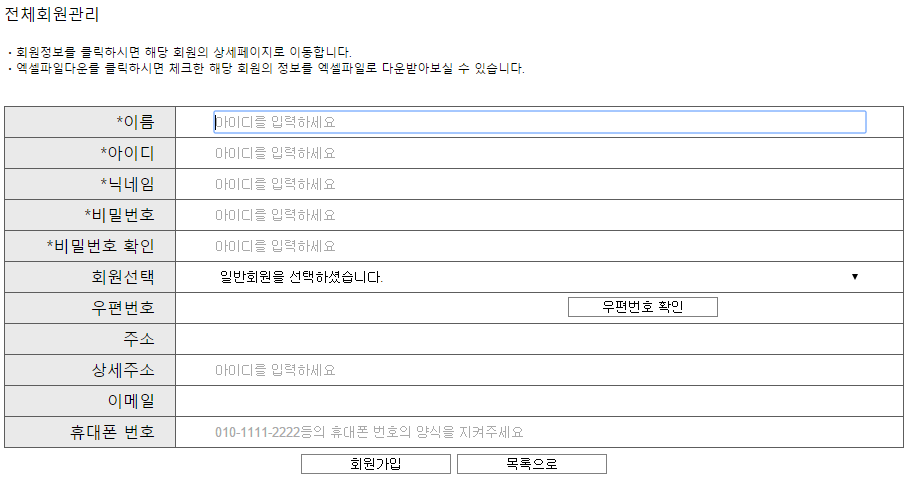 전체회원관리
· 회원정보를 클릭하시면 해당 회원의 상세페이지로 이동합니다.
· 엑셀파일다운을 클릭하시면 체크한 해당 회원의 정보를 엑셀파일로 다운받아보실 수 있습니다.
*이름 아이디를 입력하세요
*아이디 아이디를 입력하세요
*닉네임 아이디를 입력하세요
*비밀번호 아이디를 입력하세요
*비밀번호 확인 아이디를 입력하세요
회원선택 일반회원을 선택하셨습니다. ▼
우편번호 우편번호 확인
주소
상세주소 아이디를 입력하세요
이메일
휴대폰 번호 010-1111-2222등의 휴대폰 번호의 양식을 지켜주세요
회원가입 목록으로